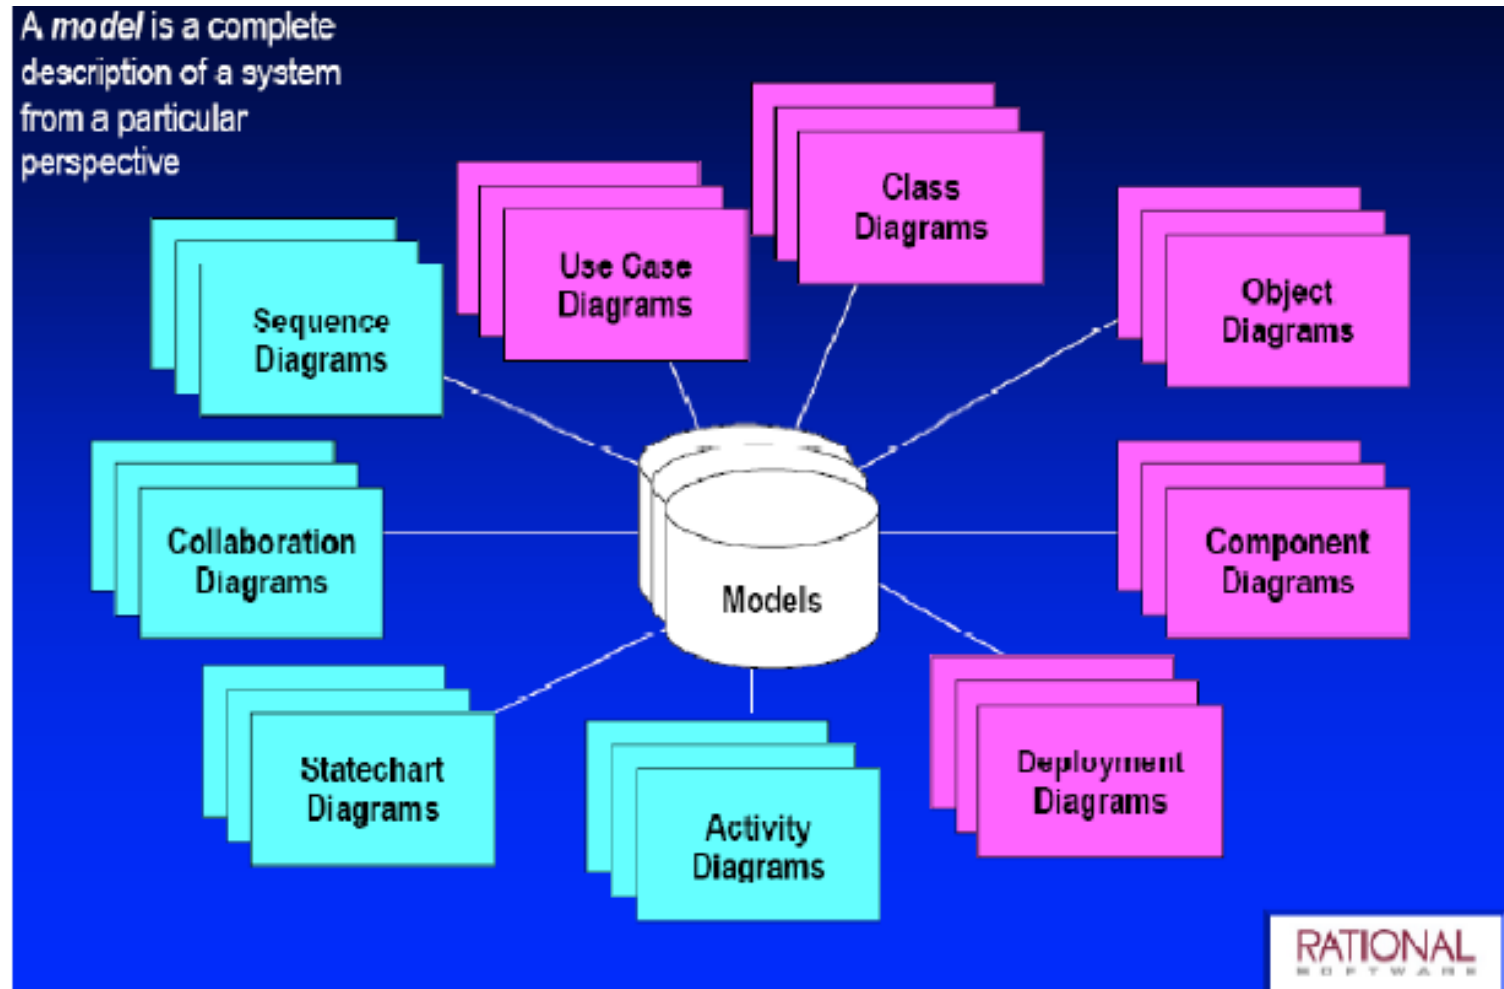 A model is a complete
description of a system
from a particular
perspective
Class
Diagrams
Use Case
Diagrams
Object
Diagrams
Sequence
Diagrams
Collaboration
Diagrams
Component
Diagrams
Models
Statechart
Diagrams
Deployment
Diagrams
Activity
Diagrams
RATIONAL
SOFTWARE